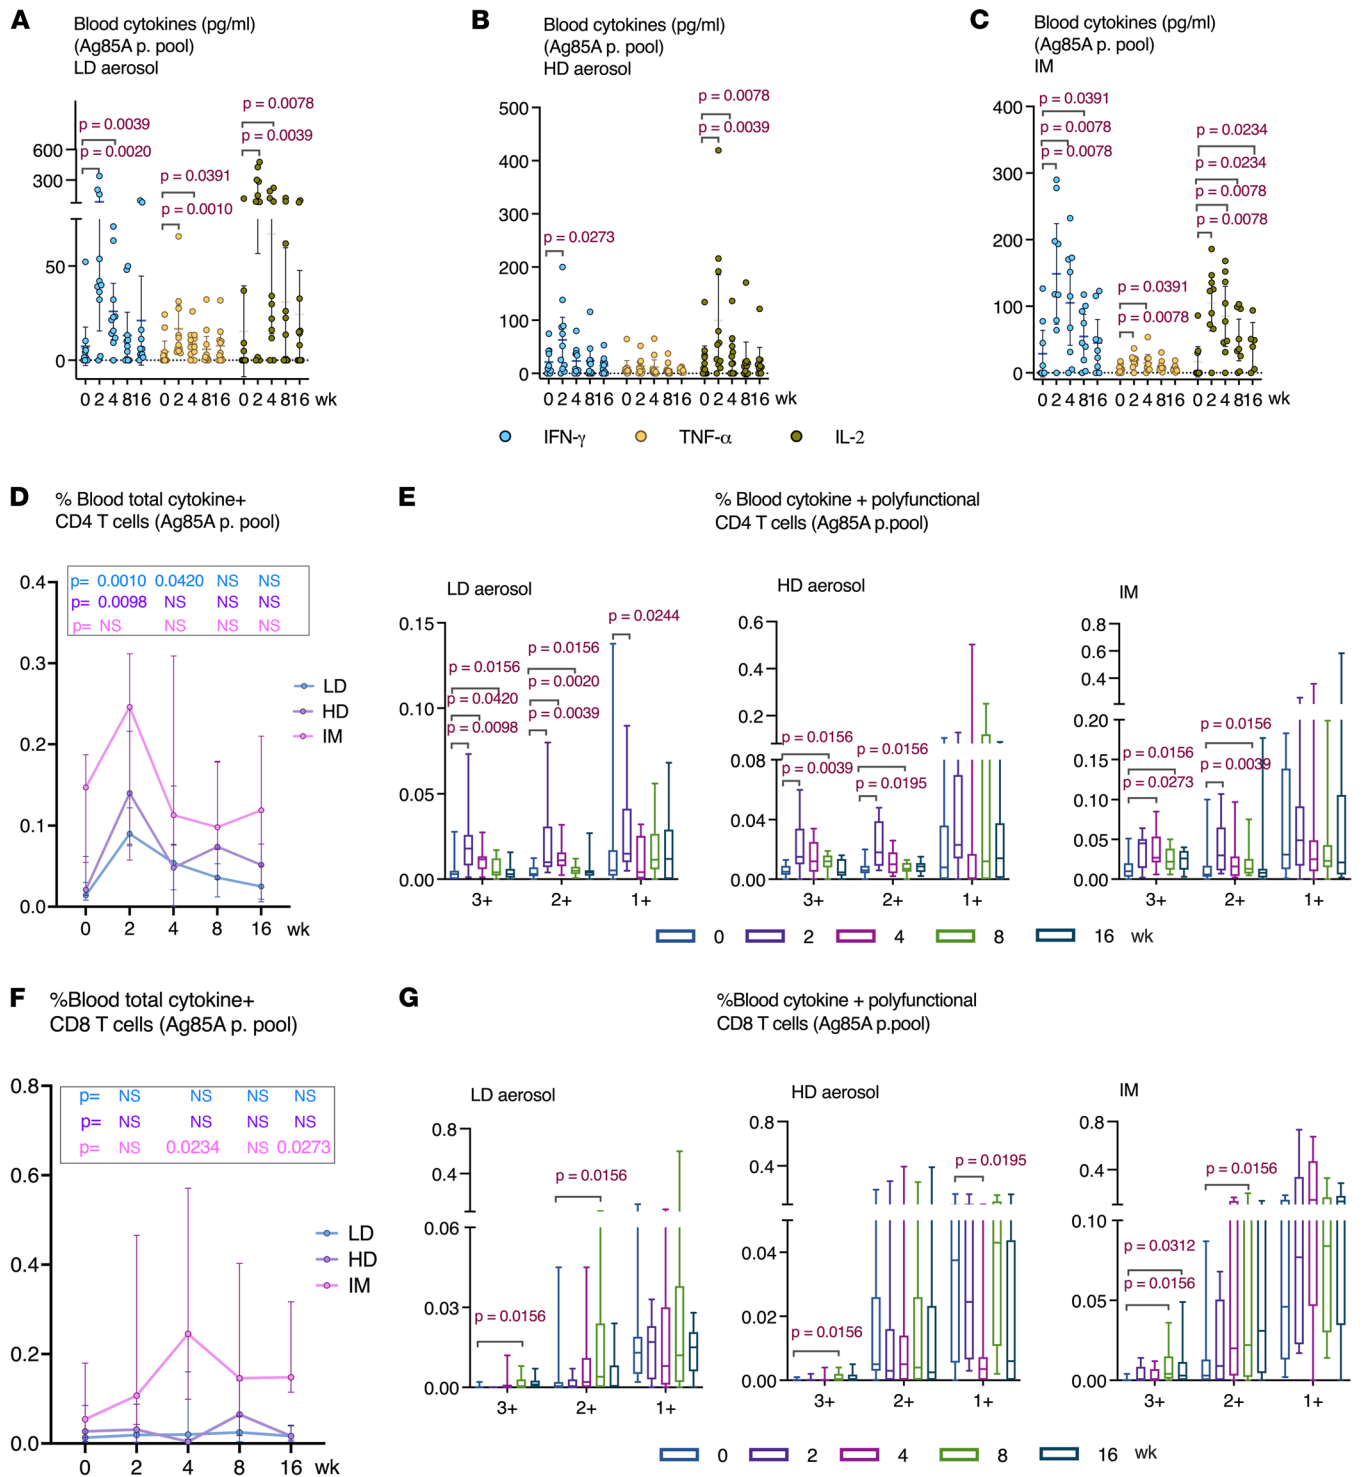 A
Blood cytokines (pg/ml)
(Ag85A p. pool)
LD aerosol
p = 0.0078
p = 0.0039
p = 0.0039
p = 0.0020
p = 0.0391
p = 0.0010
600
300
50
0
0 2 4 816 0 2 4 816 0 2 4 816 wk
B
Blood cytokines (pg/ml)
(Ag85A p. pool)
HD aerosol
p = 0.0078
p = 0.0039
p = 0.0273
500
400
300
200
100
0
0 2 4 816 0 2 4 816 0 2 4 816 wk
C
Blood cytokines (pg/ml)
(Ag85A p. pool)
IM
p = 0.0391
p = 0.0078
p = 0.0078
p = 0.0234
p = 0.0234
p = 0.0078
p = 0.0078
p = 0.0391
p = 0.0078
400
300
200
100
0
0 2 4 816 0 2 4 816 0 2 4 816 wk
IFN-γ TNF-α IL-2
D
% Blood total cytokine+
CD4 T cells (Ag85A p. pool)
p= 0.0010 0.0420 NS NS
p= 0.0098 NS NS NS
p= NS NS NS NS
0.4
0.3
0.2
0.1
0.0
LD
HD
IM
0 2 4 8 16 wk
E
% Blood cytokine + polyfunctional
CD4 T cells (Ag85A p.pool)
LD aerosol
p = 0.0244
p = 0.0156
p = 0.0020
p = 0.0039
p = 0.0156
p = 0.0420
p = 0.0098
0.15
0.10
0.05
0.00
3+ 2+ 1+
HD aerosol
p = 0.0156
p = 0.0039
p = 0.0156
p = 0.0195
0.6
0.4
0.2
0.08
0.04
0.00
3+ 2+ 1+
IM
p = 0.0156
p = 0.0039
p = 0.0156
p = 0.0273
0.8
0.6
0.4
0.20
0.15
0.10
0.05
0.00
3+ 2+ 1+
0 2 4 8 16 wk
F
%Blood total cytokine+
CD8 T cells (Ag85A p. pool)
p= NS NS NS NS
p= NS NS NS NS
p= NS 0.0234 NS 0.0273
0.8
0.6
0.4
0.2
0.0
LD
HD
IM
0 2 4 8 16 wk
G
%Blood cytokine + polyfunctional
CD8 T cells (Ag85A p.pool)
LD aerosol
p = 0.0156
p = 0.0156
0.8
0.4
0.06
0.03
0.00
3+ 2+ 1+
HD aerosol
p = 0.0195
p = 0.0156
0.8
0.4
0.04
0.02
0.00
3+ 2+ 1+
IM
p = 0.0156
p = 0.0312
p = 0.0156
0.8
0.4
0.10
0.05
0.00
3+ 2+ 1+
0 2 4 8 16 wk